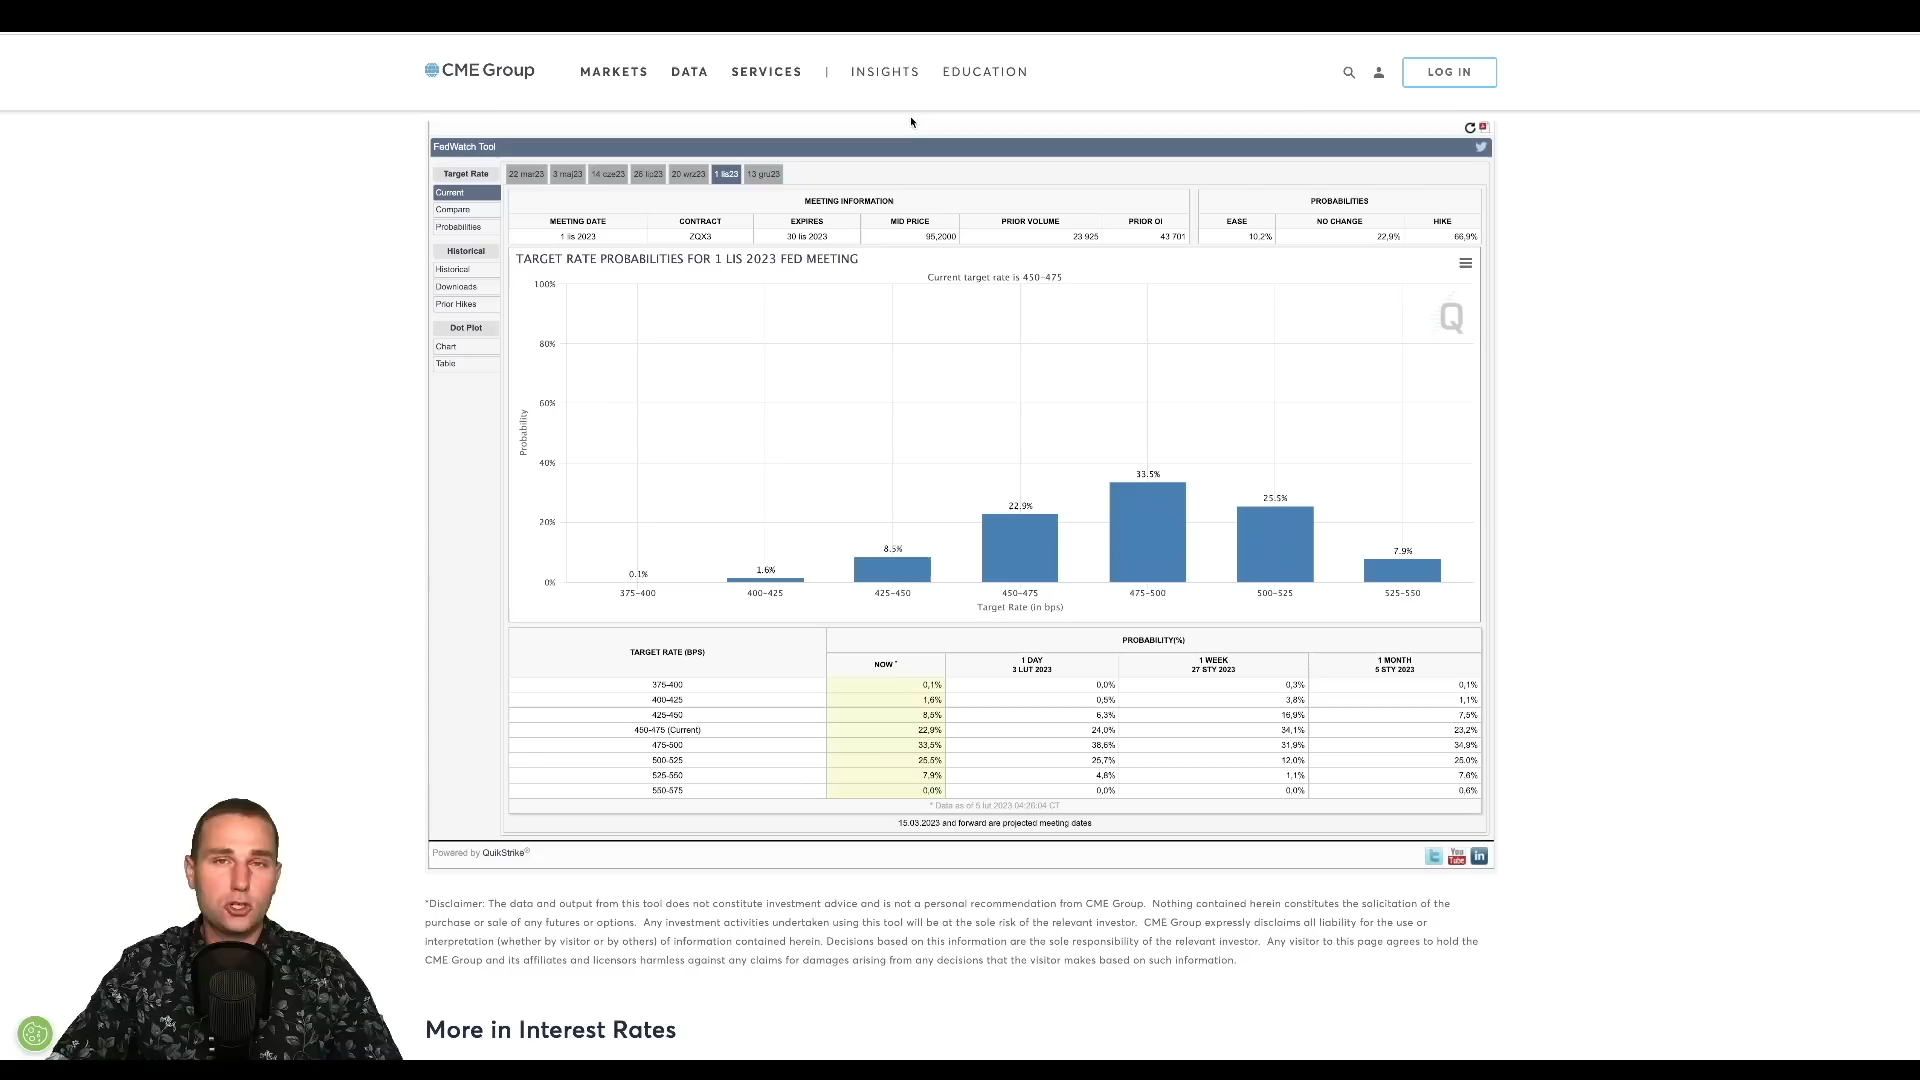 CME Group
MARKETS DATA SERVICES | INSIGHTS EDUCATION
LOG IN
FedWatch Tool
Target Rate
Current
Compare
Probabilities
Historical
Historical
Downloads
Prior Hikes
Dot Plot
Chart
Table
22 mar23 3 maj23 14 cze23 26 lip23 20 wrz23 1 lis23 13 gru23
MEETING INFORMATION
MEETING DATE CONTRACT EXPIRES MID PRICE PRIOR VOLUME PRIOR OI
1 lis 2023 ZQX3 30 lis 2023 95,2000 23 925 43 701
PROBABILITIES
EASE NO CHANGE HIKE
10,2% 22,9% 66,9%
TARGET RATE PROBABILITIES FOR 1 LIS 2023 FED MEETING
Current target rate is 450-475
Q
Probability
100%
80%
60%
40%
20%
0%
0.1% 1.6% 8.5% 22.9% 33.5% 25.5% 7.9%
375-400 400-425 425-450 450-475 475-500 500-525 525-550
Target Rate (in bps)
TARGET RATE (BPS) PROBABILITY(%)
NOW * 1 DAY 3 LUT 2023 1 WEEK 27 STY 2023 1 MONTH 5 STY 2023
375-400 0,1% 0,0% 0,3% 0,1%
400-425 1,6% 0,5% 3,8% 1,1%
425-450 8,5% 6,3% 16,9% 7,5%
450-475 (Current) 22,9% 24,0% 34,1% 23,2%
475-500 33,5% 38,6% 31,9% 34,9%
500-525 25,5% 25,7% 12,0% 25,0%
525-550 7,9% 4,8% 1,1% 7,6%
550-575 0,0% 0,0% 0,0% 0,6%
* Data as of 5 lut 2023 04:26:04 CT
15.03.2023 and forward are projected meeting dates
Powered by QuikStrike®
You Tube in
*Disclaimer: The data and output from this tool does not constitute investment advice and is not a personal recommendation from CME Group. Nothing contained herein constitutes the solicitation of the
purchase or sale of any futures or options. Any investment activities undertaken using this tool will be at the sole risk of the relevant investor. CME Group expressly disclaims all liability for the use or
interpretation (whether by visitor or by others) of information contained herein. Decisions based on this information are the sole responsibility of the relevant investor. Any visitor to this page agrees to hold the
CME Group and its affiliates and licensors harmless against any claims for damages arising from any decisions that the visitor makes based on such information.
More in Interest Rates